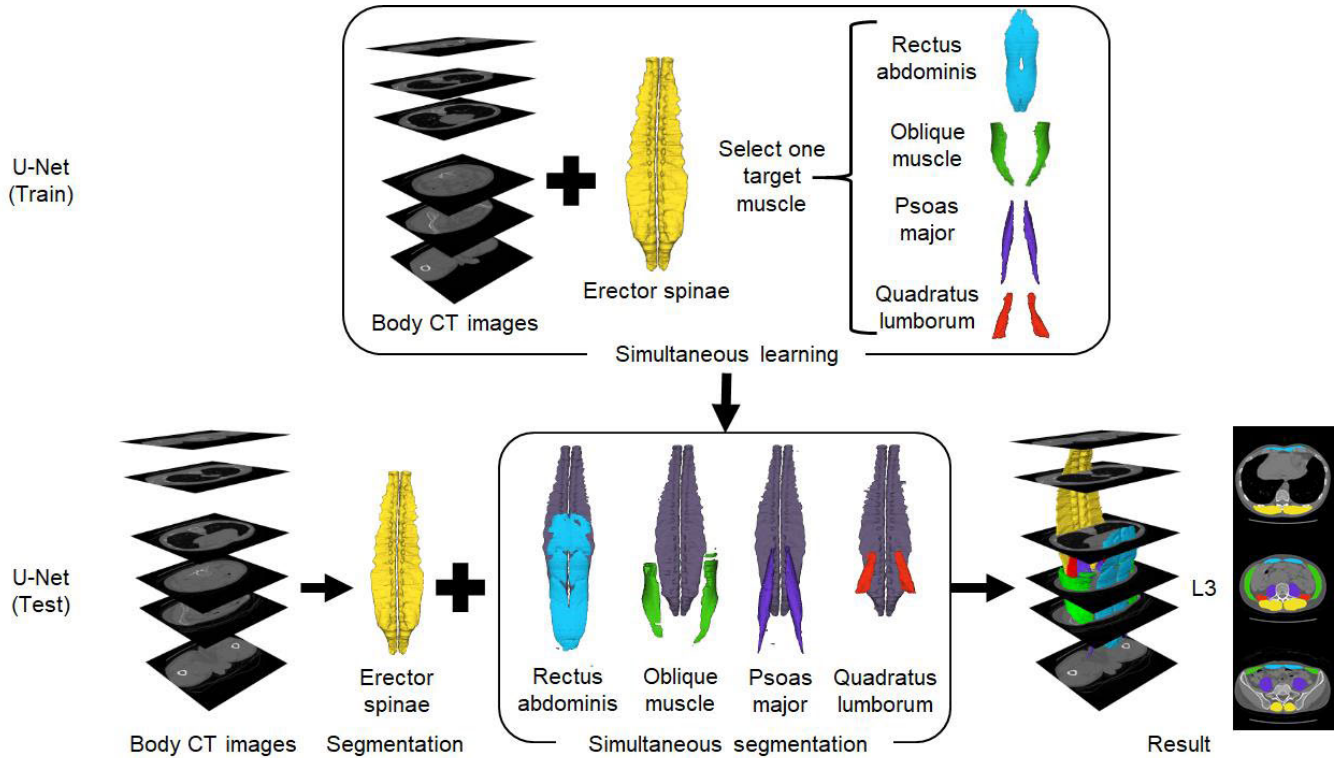 U-Net
(Train)
Body CT images
Erector spinae
Select one
target
muscle
Rectus
abdominis
Oblique
muscle
Psoas
major
Quadratus
lumborum
Simultaneous learning
U-Net
(Test)
Body CT images
Erector
spinae
Segmentation
Rectus
abdominis
Oblique
muscle
Psoas
major
Quadratus
lumborum
Simultaneous segmentation
L3
Result